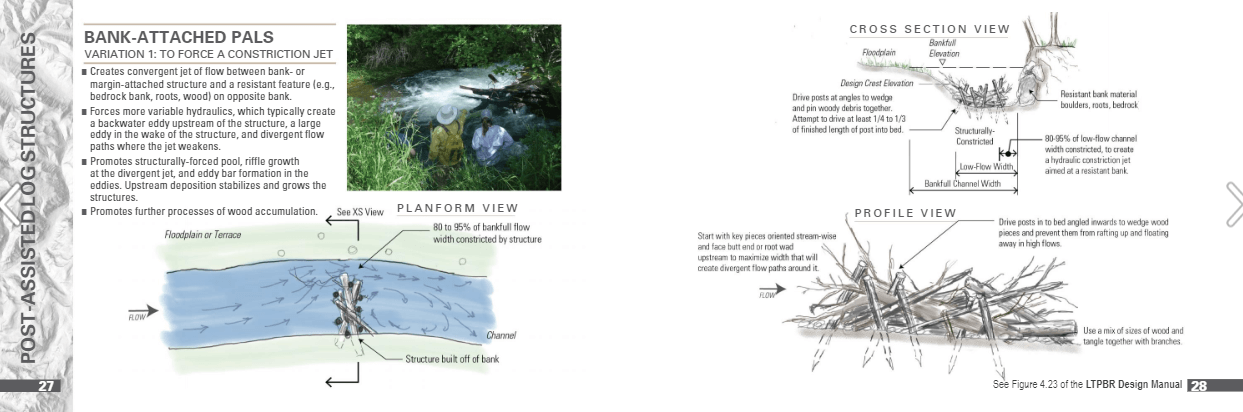 POST-ASSISTED LOG STRUCTURES
27
BANK-ATTACHED PALS
VARIATION 1: TO FORCE A CONSTRICTION JET
Creates convergent jet of flow between bank- or
margin-attached structure and a resistant feature (e.g.,
bedrock bank, roots, wood) on opposite bank.
Forces more variable hydraulics, which typically create
a backwater eddy upstream of the structure, a large
eddy in the wake of the structure, and divergent flow
paths where the jet weakens.
Promotes structurally-forced pool, riffle growth
at the divergent jet, and eddy bar formation in the
eddies. Upstream deposition stabilizes and grows the
structures.
Promotes further processes of wood accumulation.
See XS View
PLANFORM VIEW
Floodplain or Terrace
80 to 95% of bankfull flow
width constricted by structure
FLOW
Channel
Structure built off of bank
CROSS SECTION VIEW
Floodplain
Bankfull
Elevation
Design Crest Elevation
Drive posts at angles to wedge
and pin woody debris together.
Attempt to drive at least 1/4 to 1/3
of finished length of post into bed.
Resistant bank material
boulders, roots, bedrock
Structurally-
Constricted
80-95% of low-flow channel
width constricted, to create
a hydraulic constriction jet
aimed at a resistant bank.
Low-Flow Width
Bankfull Channel Width
PROFILE VIEW
Start with key pieces oriented stream-wise
and face butt end or root wad
upstream to maximize width that will
create divergent flow paths around it.
Drive posts in to bed angled inwards to wedge wood
pieces and prevent them from rafting up and floating
away in high flows.
FLOW
Use a mix of sizes of wood and
tangle together with branches.
See Figure 4.23 of the LTPBR Design Manual
28